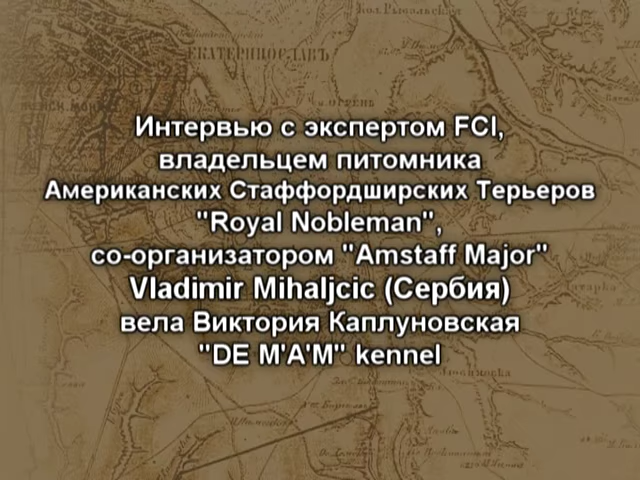 ЕКАТЕРИНОСЛАВЪ
Интервью с экспертом FCI,
владельцем питомника
Американских Стаффордширских Терьеров
"Royal Nobleman",
со-организатором "Amstaff Major"
Vladimir Mihaljcic (Сербия)
вела Виктория Каплуновская
"DE M'A'M" kennel